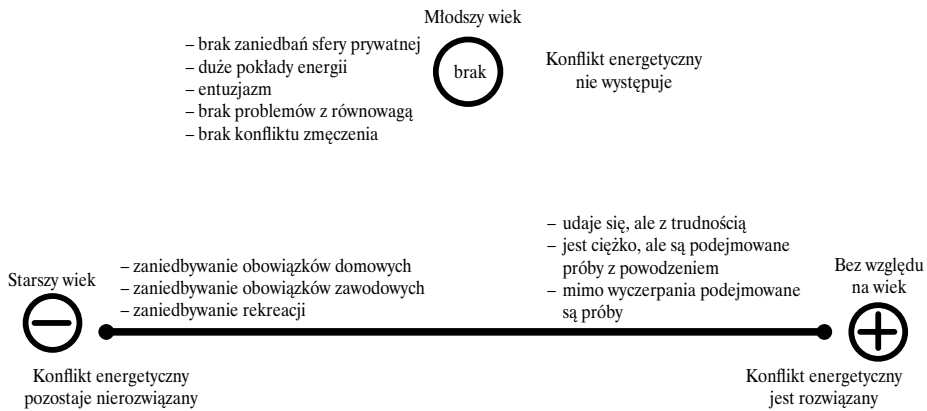 Młodszy wiek
– brak zaniedbań sfery prywatnej
– duże pokłady energii
– entuzjazm
– brak problemów z równowagą
– brak konfliktu zmęczenia
brak
Konflikt energetyczny
nie występuje
– udaje się, ale z trudnością
– jest ciężko, ale są podejmowane
próby z powodzeniem
– mimo wyczerpania podejmowane
są próby
Starszy wiek
– zaniedbywanie obowiązków domowych
– zaniedbywanie obowiązków zawodowych
– zaniedbywanie rekreacji
Bez względu
na wiek
Konflikt energetyczny
pozostaje nierozwiązany
Konflikt energetyczny
jest rozwiązany